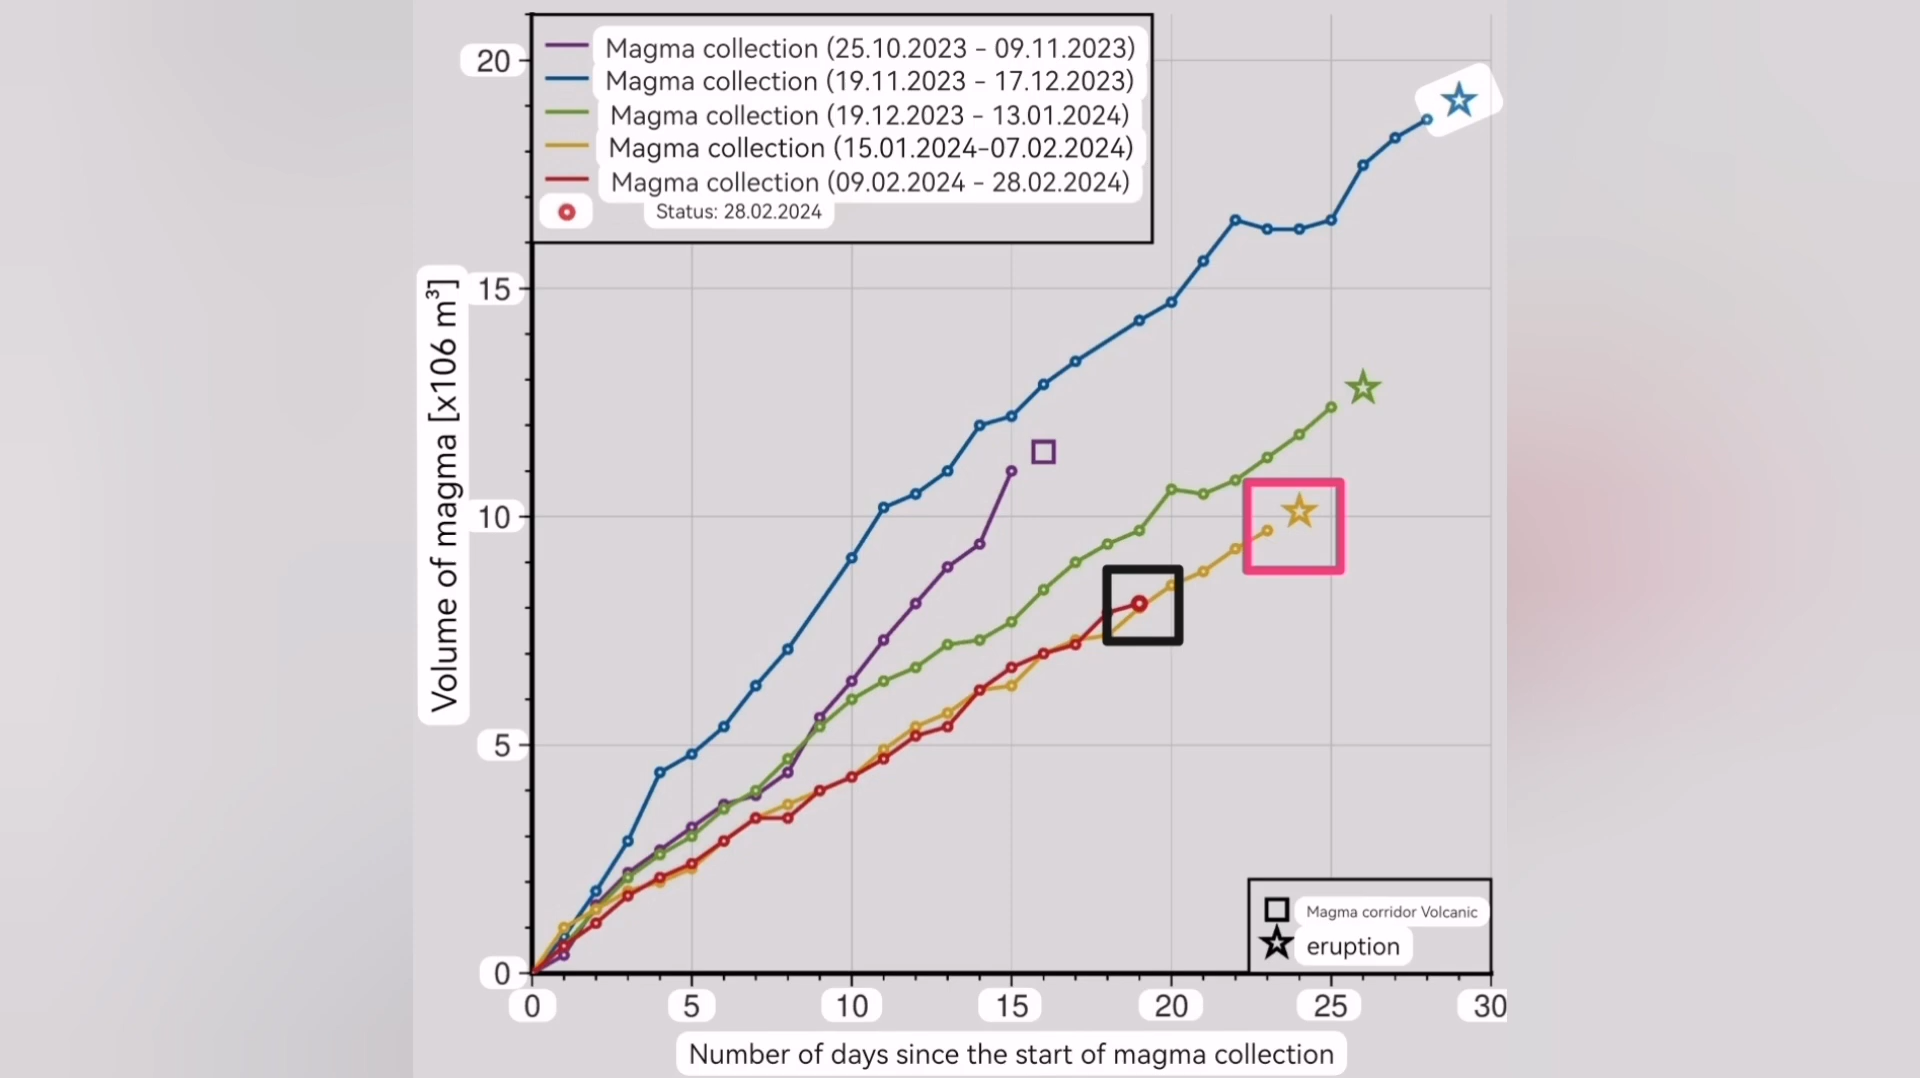 Magma collection (25.10.2023 - 09.11.2023)
Magma collection (19.11.2023 - 17.12.2023)
Magma collection (19.12.2023 - 13.01.2024)
Magma collection (15.01.2024-07.02.2024)
Magma collection (09.02.2024 - 28.02.2024)
Status: 28.02.2024
Volume of magma [x106 m³]
20
15
10
5
0
Magma corridor Volcanic
eruption
0 5 10 15 20 25 30
Number of days since the start of magma collection